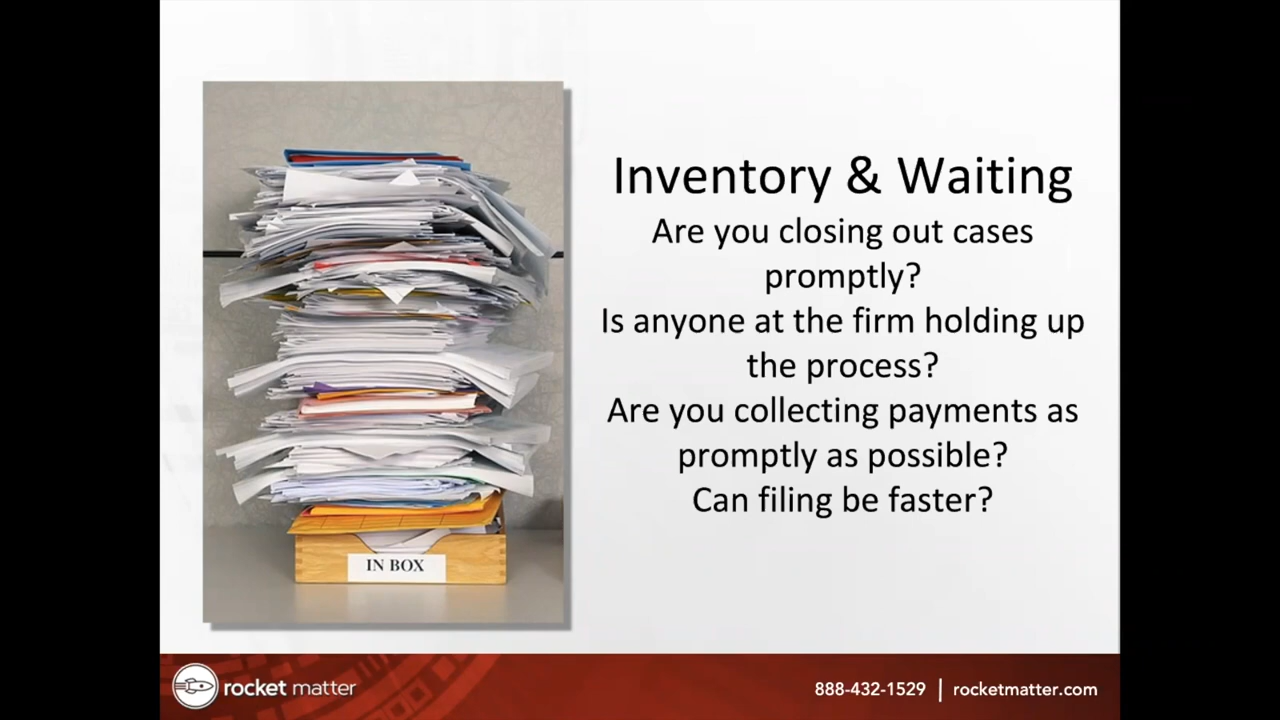 Inventory & Waiting
Are you closing out cases
promptly?
Is anyone at the firm holding up
the process?
Are you collecting payments as
promptly as possible?
Can filing be faster?
IN BOX
rocket matter
888-432-1529 | rocketmatter.com